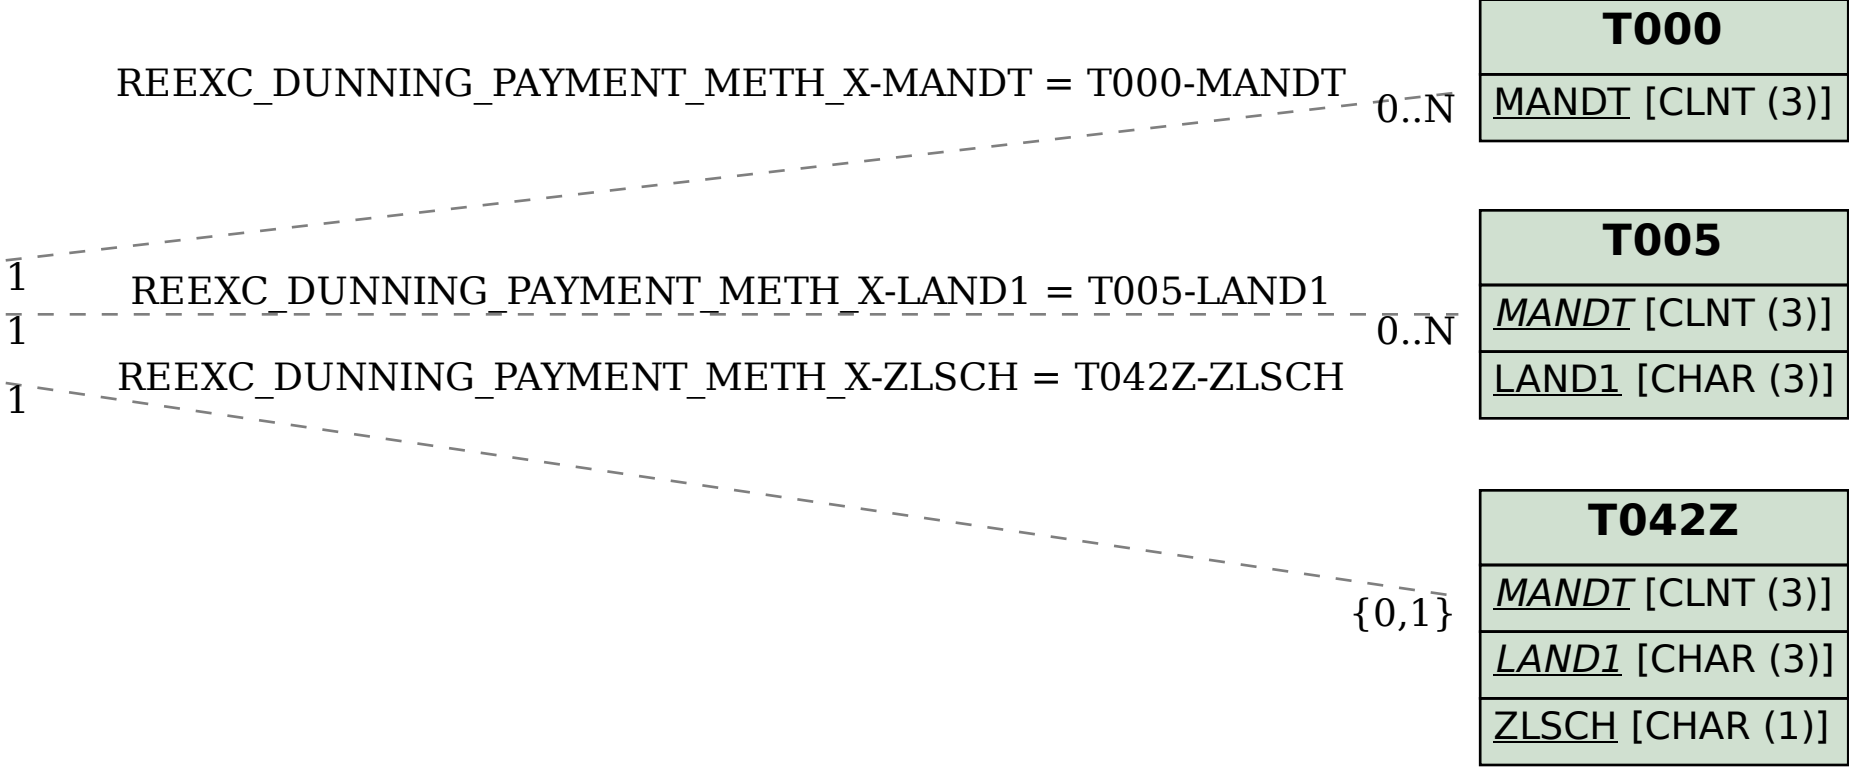 T000
REEXC_DUNNING_PAYMENT_METH_X-MANDT = T000-MANDT
0..N
MANDT [CLNT (3)]
T005
1
REEXC_DUNNING_PAYMENT_METH_X-LAND1 = T005-LAND1
MANDT [CLNT (3)]
1
0..N
REEXC_DUNNING_PAYMENT_METH_X-ZLSCH = T042Z-ZLSCH
LAND1 [CHAR (3)]
1
T042Z
MANDT [CLNT (3)]
{0,1}
LAND1 [CHAR (3)]
ZLSCH [CHAR (1)]